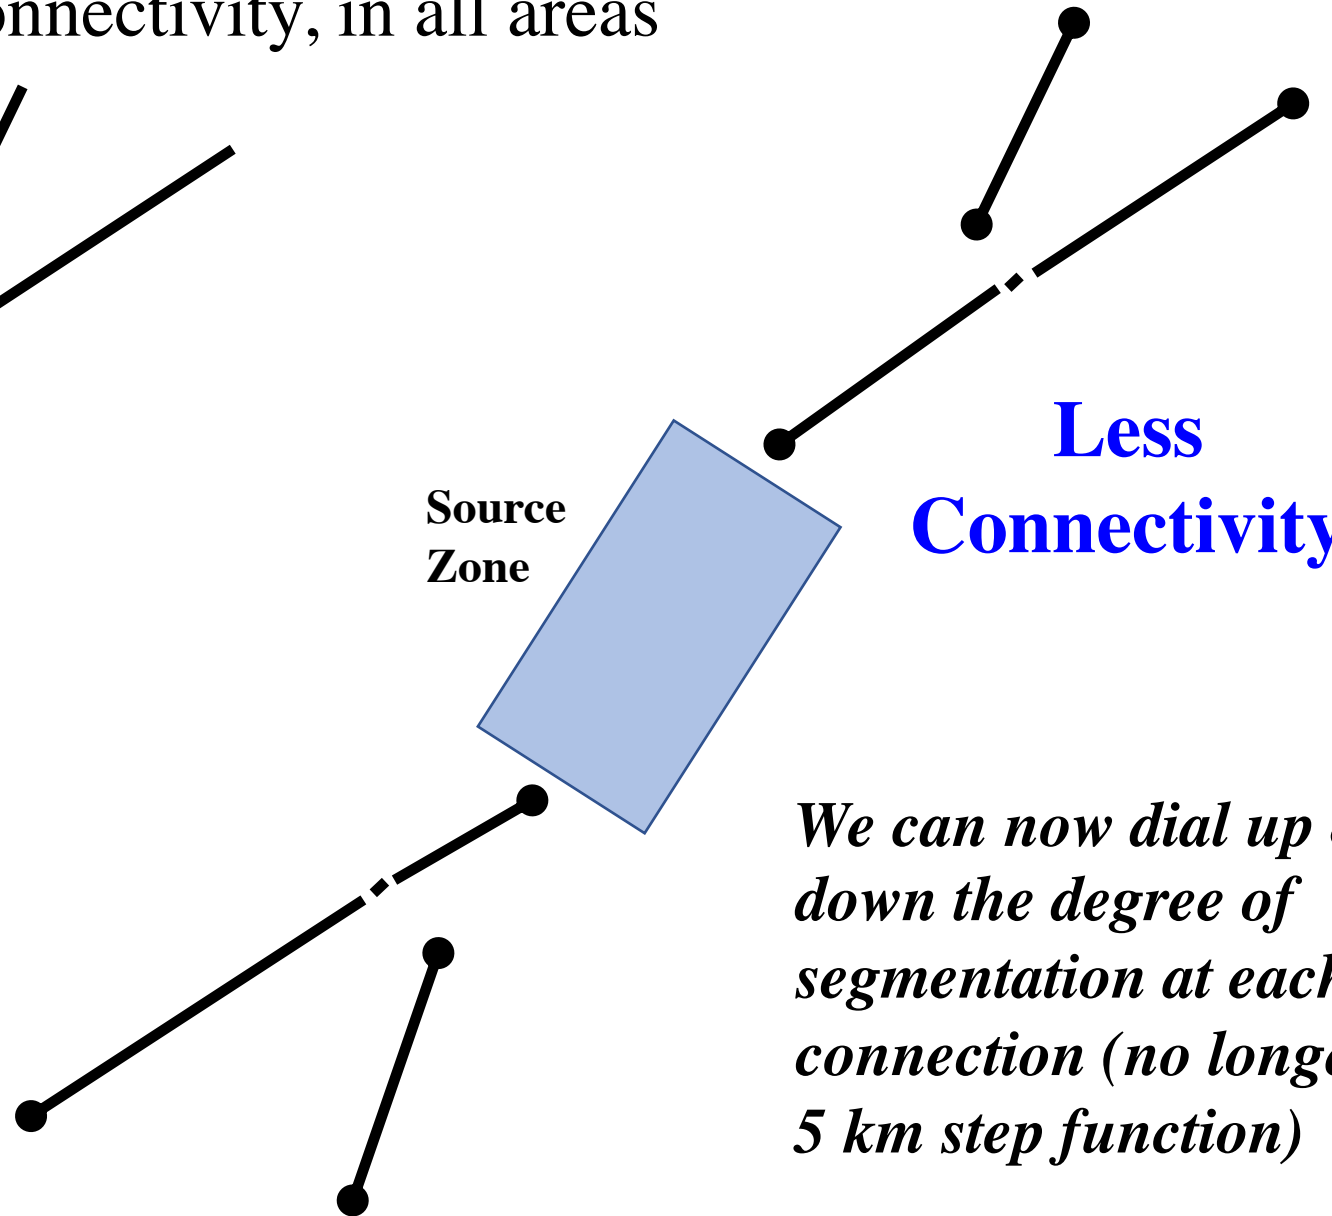 onnectivity, in all areas
Less
Connectivity
Source
Zone
We can now dial up
down the degree of
segmentation at each
connection (no longe
5 km step function)